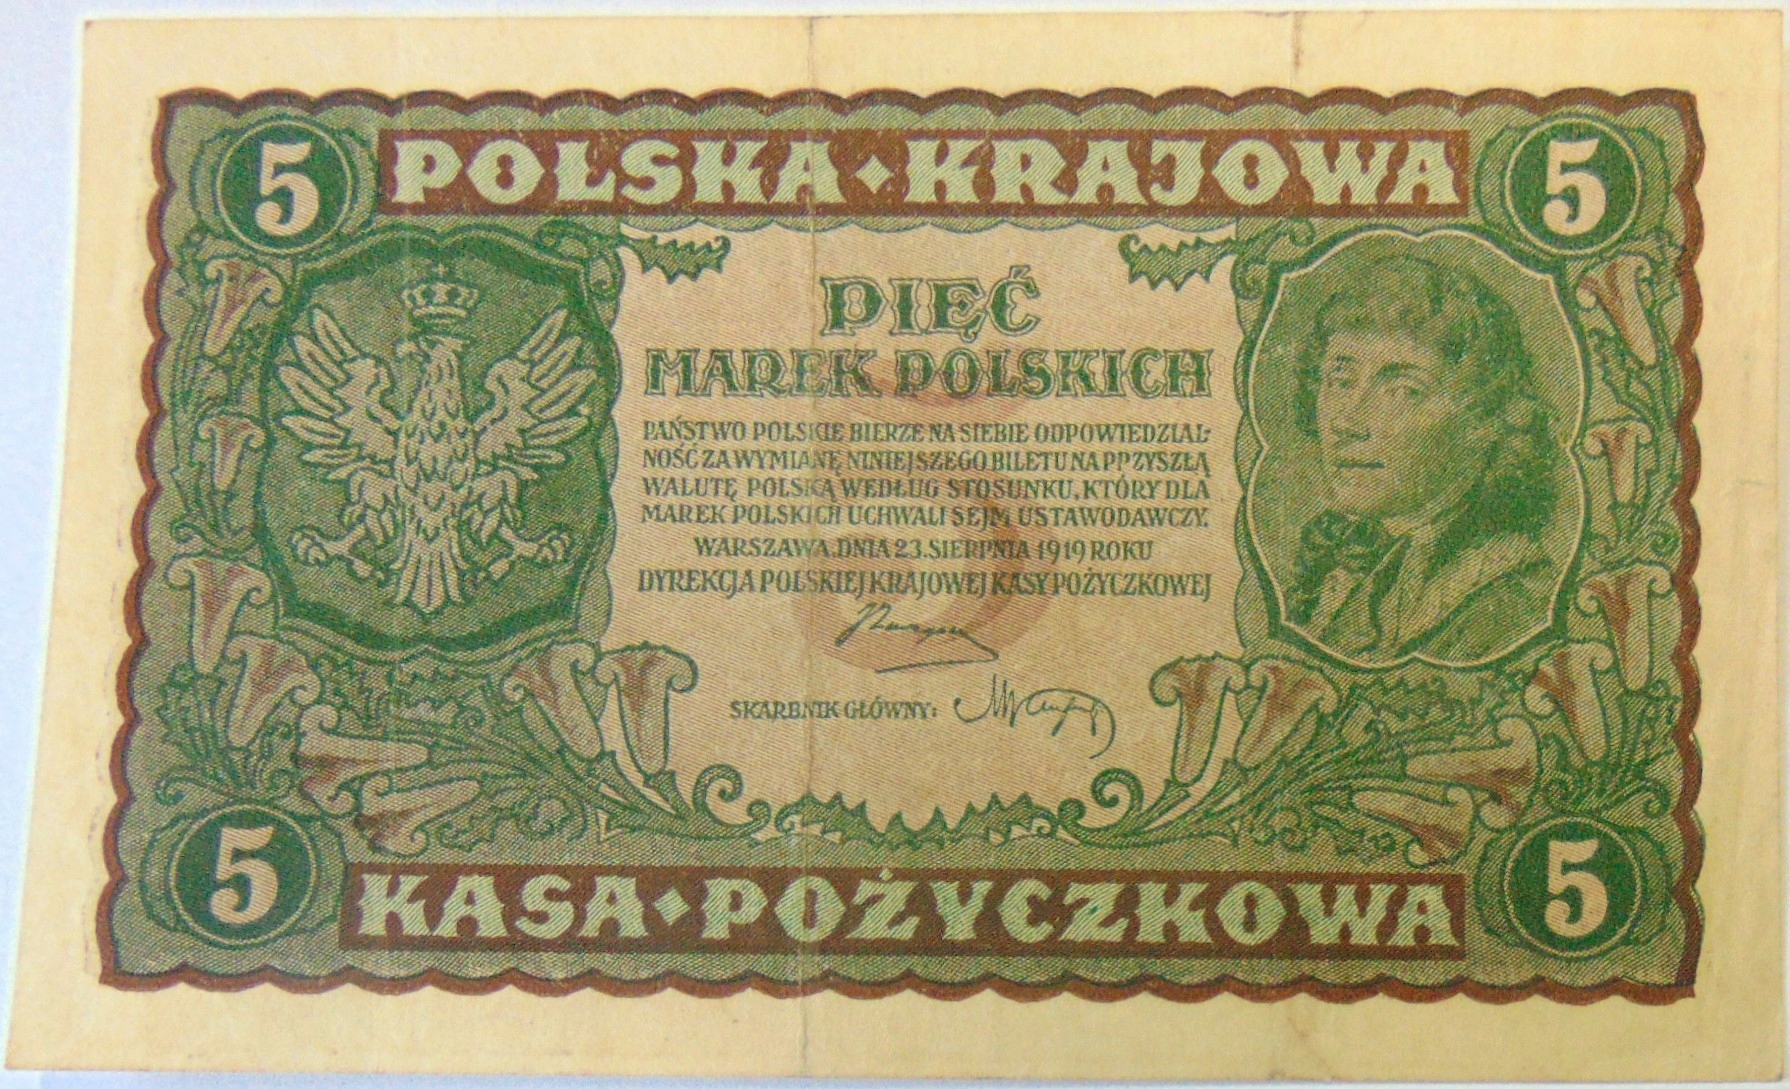 5 POLSKA ◆ KRAJOWA 5
PIĘĆ
MAREK POLSKICH
PAŃSTWO POLSKIE BIERZE NA SIEBIE ODPOWIEDZIAL-
NOŚĆ ZA WYMIANĘ NINIEJSZEGO BILETU NA PRZYSZŁĄ
WALUTĘ POLSKĄ WEDŁUG STOSUNKU, KTÓRY DLA
MAREK POLSKICH UCHWALI SEJM USTAWODAWCZY.
WARSZAWA, DNIA 23. SIERPNIA 1919 ROKU
DYREKCJA POLSKIEJ KRAJOWEJ KASY POŻYCZKOWEJ
SKARBNIK GŁÓWNY:
5 KASA ◆ POŻYCZKOWA 5